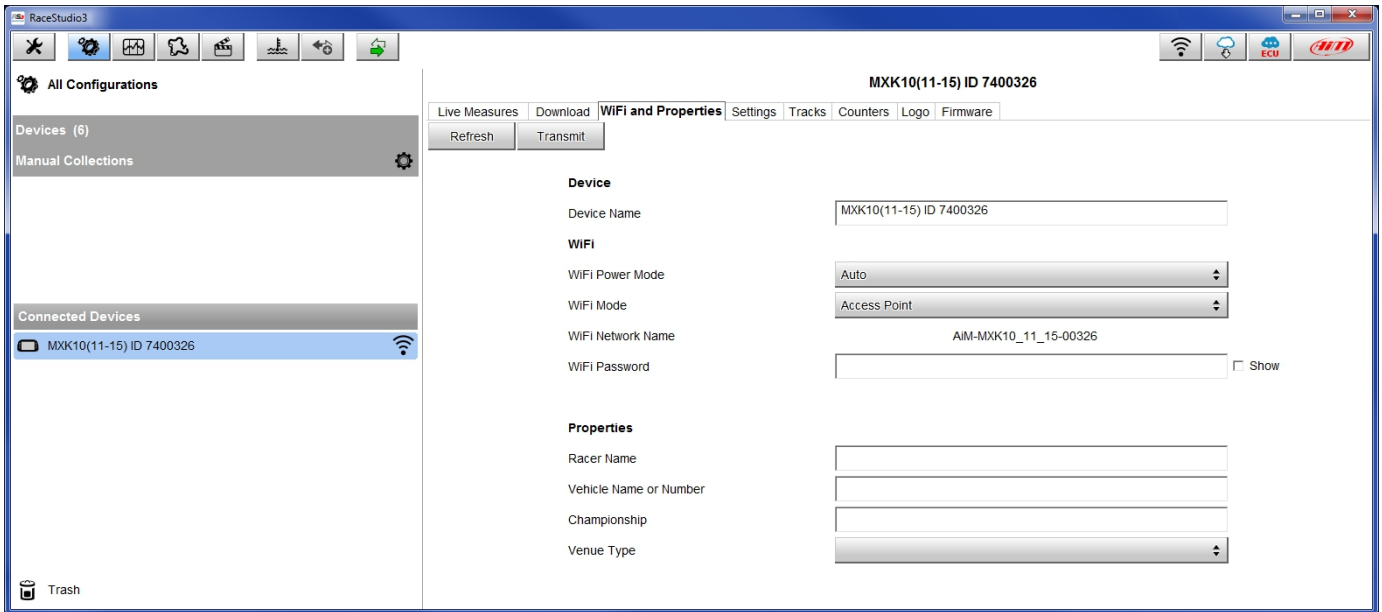 RaceStudio3
ECU
AiM
All Configurations
MXK10(11-15) ID 7400326
Devices (6)
Manual Collections
Live Measures Download WiFi and Properties Settings Tracks Counters Logo Firmware
Refresh Transmit
Device
Device Name MXK10(11-15) ID 7400326
WiFi
WiFi Power Mode Auto
WiFi Mode Access Point
WiFi Network Name AiM-MXK10_11_15-00326
WiFi Password Show
Connected Devices
MXK10(11-15) ID 7400326
Properties
Racer Name
Vehicle Name or Number
Championship
Venue Type
Trash